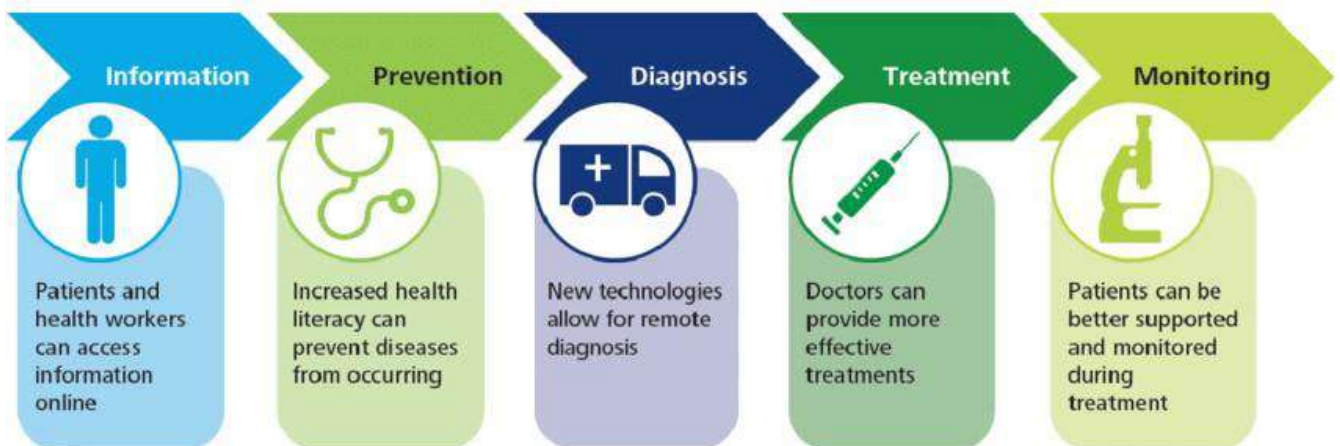 Information
Prevention
Diagnosis
Treatment
Monitoring
Patients and
health workers
can access
information
online
Increased health
literacy can
prevent diseases
from occurring
New technologies
allow for remote
diagnosis
Doctors can
provide more
effective
treatments
Patients can be
better supported
and monitored
during
treatment